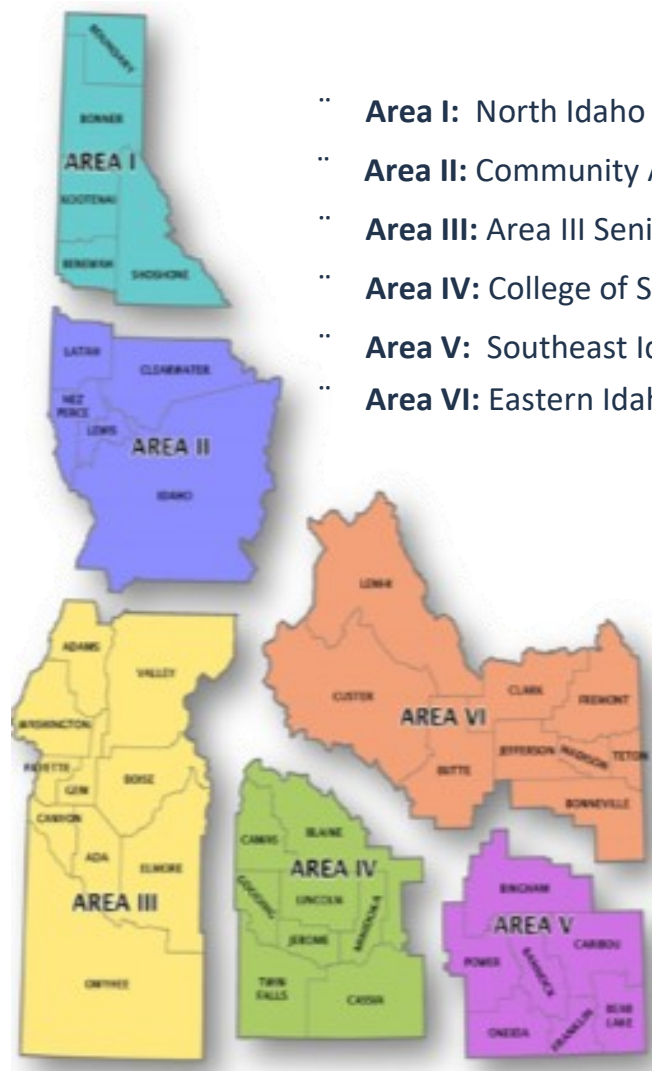 ¨ Area I: North Idaho
¨ Area II: Community A
¨ Area III: Area III Seni
¨ Area IV: College of S
¨ Area V: Southeast Id
¨ Area VI: Eastern Idah
BOUNDARY
BONNER
AREA I
KOOTENAI
BENEWAH
SHOSHONE
LATAH
CLEARWATER
NEZ
PERCE
LEWIS
AREA II
IDAHO
ADAMS
VALLEY
WASHINGTON
PAYETTE
GEM
BOISE
CANYON
ADA
ELMORE
AREA III
OWYHEE
LEMHI
CUSTER
CLARK
FREMONT
AREA VI
JEFFERSON
MADISON
TETON
BUTTE
BONNEVILLE
CAMAS
BLAINE
AREA IV
GOODING
LINCOLN
MINIDOKA
JEROME
TWIN
FALLS
CASSIA
BINGHAM
AREA V
CARIBOU
POWER
BANNOCK
BEAR
LAKE
ONEIDA
FRANKLIN